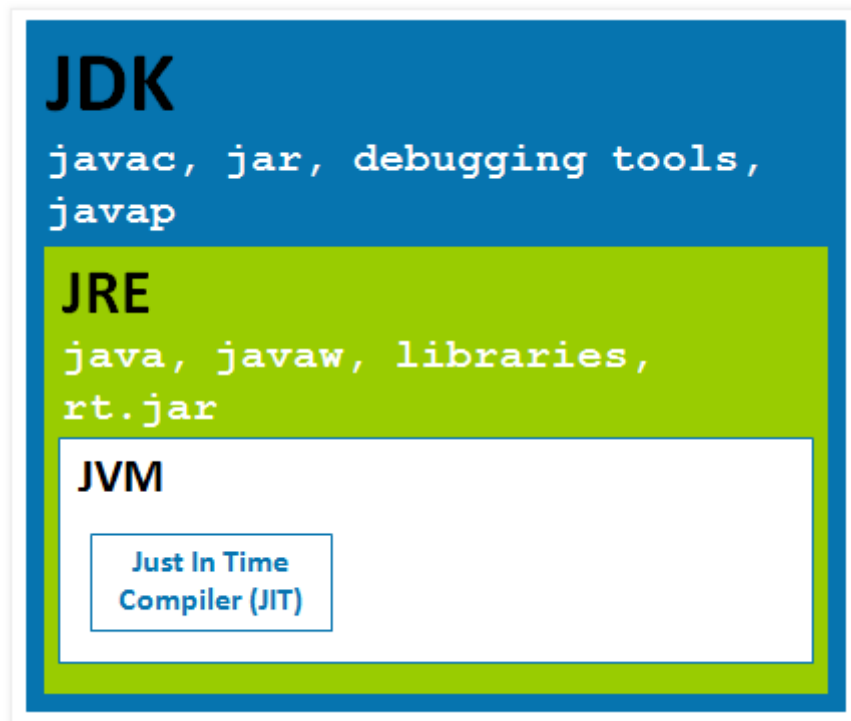 JDK
javac, jar, debugging tools,
javap
JRE
java, javaw, libraries,
rt.jar
JVM
Just In Time
Compiler (JIT)